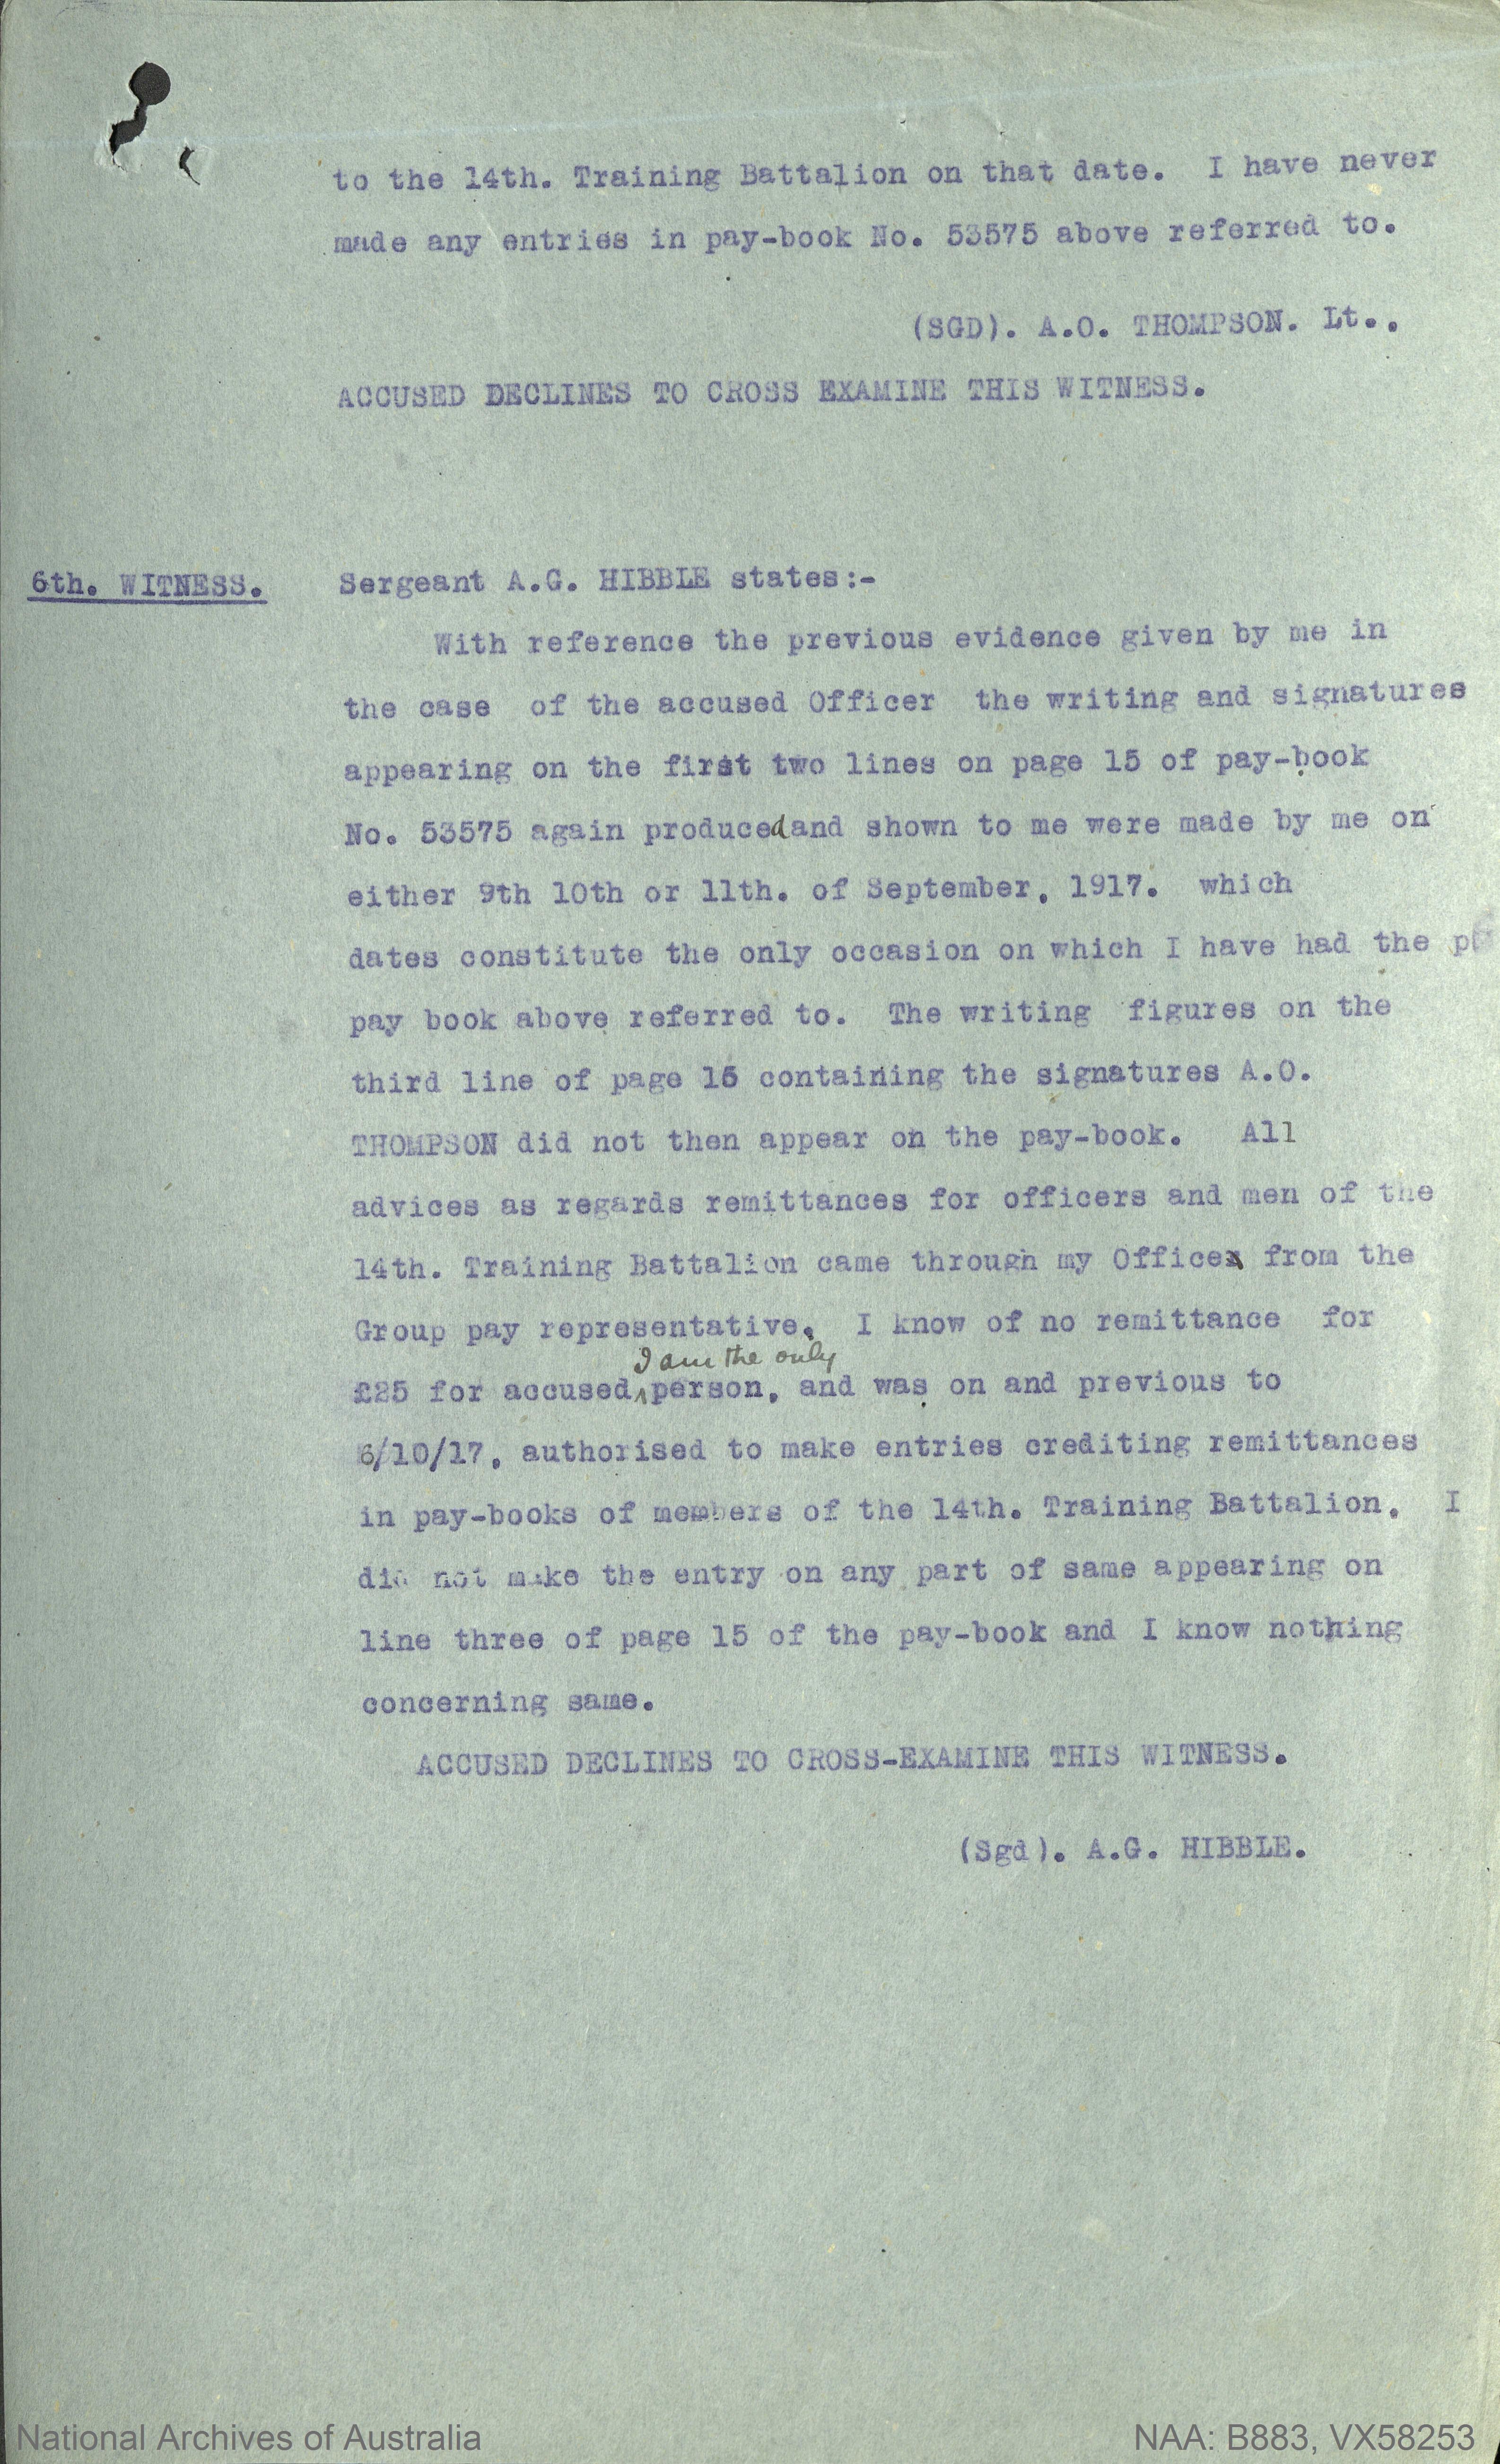 to the 14th. Training Battalion on that date. I have never
made any entries in pay-book No. 53575 above referred to.
(SGD). A.O. THOMPSON. Lt..
ACCUSED DECLINES TO CROSS EXAMINE THIS WITNESS.
6th. WITNESS. Sergeant A.G. HIBBLE states:-
With reference the previous evidence given by me in
the case of the accused Officer the writing and signatures
appearing on the first two lines on page 15 of pay-book
No. 53575 again produced and shown to me were made by me on
either 9th 10th or 11th. of September, 1917. which
dates constitute the only occasion on which I have had the
pay book above referred to. The writing figures on the
third line of page 15 containing the signatures A.O.
THOMPSON did not then appear on the pay-book. All
advices as regards remittances for officers and men of the
14th. Training Battalion came through my Office from the
Group pay representative. I know of no remittance for
I am the only
£25 for accused, person, and was on and previous to
6/10/17, authorised to make entries crediting remittances
in pay-books of members of the 14th. Training Battalion. I
did not make the entry on any part of same appearing on
line three of page 15 of the pay-book and I know nothing
concerning same.
ACCUSED DECLINES TO CROSS-EXAMINE THIS WITNESS.
(Sgd). A.G. HIBBLE.
National Archives of Australia NAA: B883, VX58253